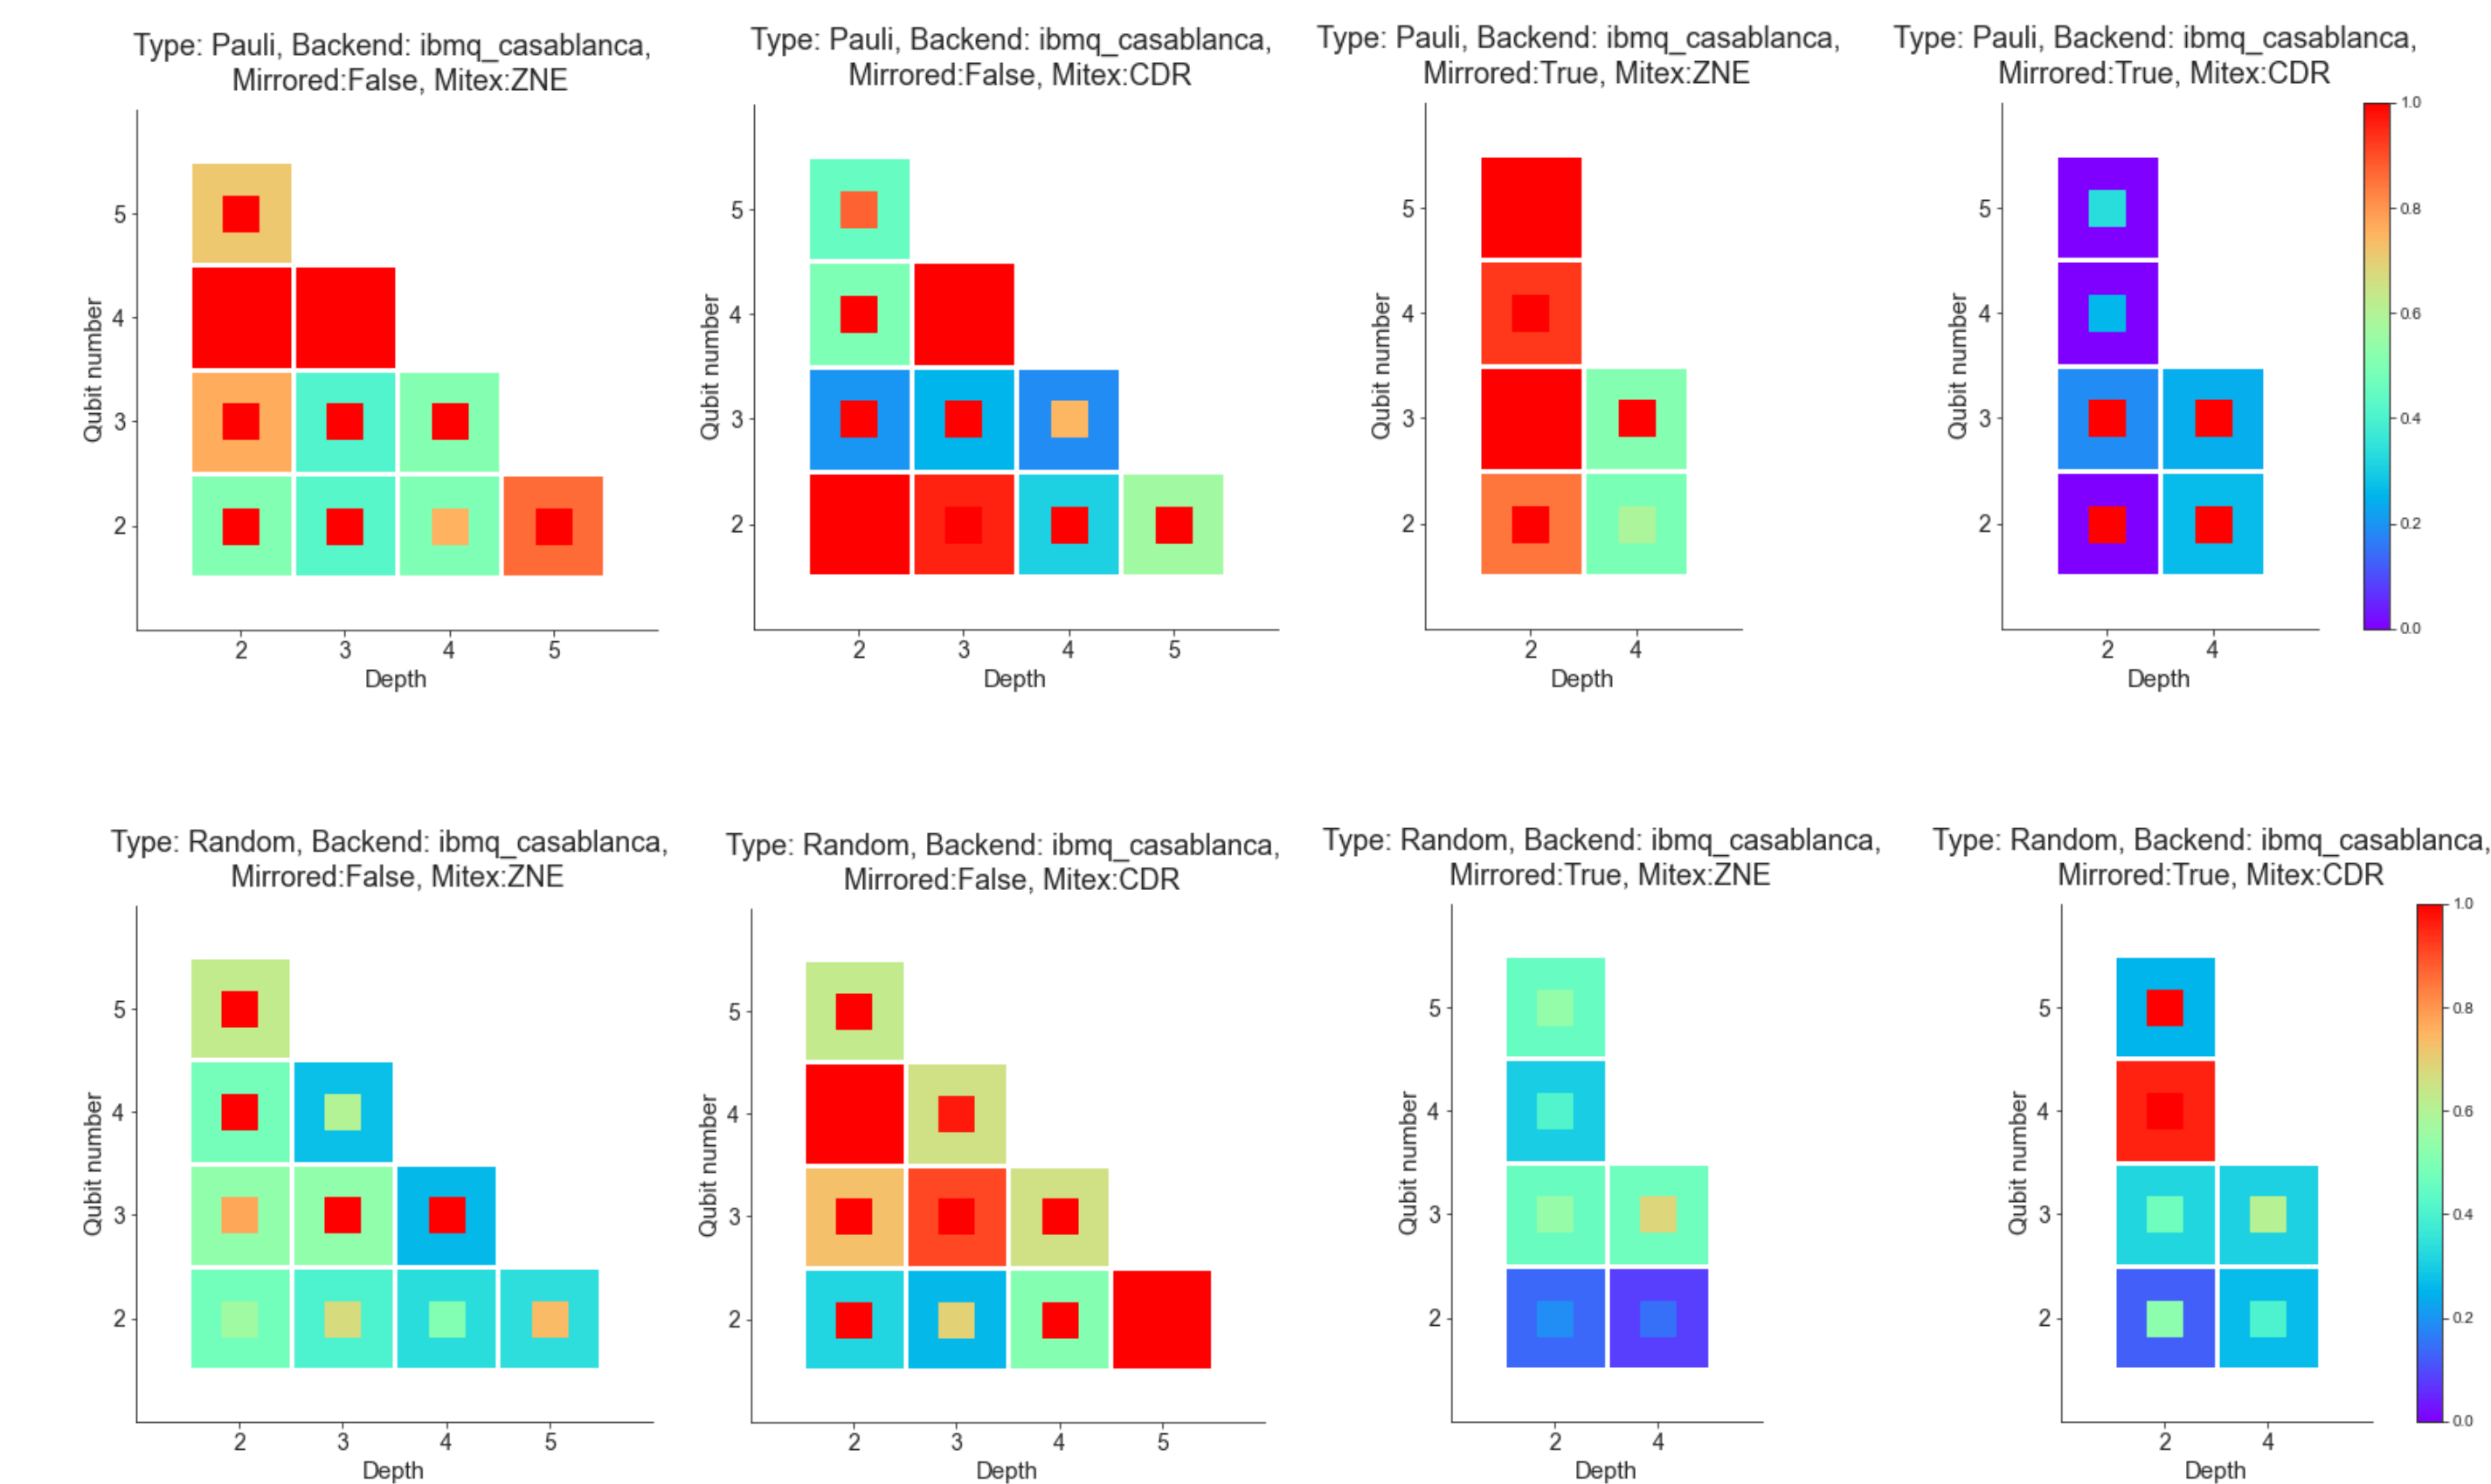 Type: Pauli, Backend: ibmq_casablanca,
Mirrored:False, Mitex:ZNE
Qubit number
5
4
3
2
2 3 4 5
Depth
Type: Pauli, Backend: ibmq_casablanca,
Mirrored:False, Mitex:CDR
Qubit number
5
4
3
2
2 3 4 5
Depth
Type: Pauli, Backend: ibmq_casablanca,
Mirrored:True, Mitex:ZNE
Qubit number
5
4
3
2
2 4
Depth
Type: Pauli, Backend: ibmq_casablanca,
Mirrored:True, Mitex:CDR
Qubit number
5
4
3
2
2 4
Depth
1.0
0.8
0.6
0.4
0.2
0.0
Type: Random, Backend: ibmq_casablanca,
Mirrored:False, Mitex:ZNE
Qubit number
5
4
3
2
2 3 4 5
Depth
Type: Random, Backend: ibmq_casablanca,
Mirrored:False, Mitex:CDR
Qubit number
5
4
3
2
2 3 4 5
Depth
Type: Random, Backend: ibmq_casablanca,
Mirrored:True, Mitex:ZNE
Qubit number
5
4
3
2
2 4
Depth
Type: Random, Backend: ibmq_casablanca,
Mirrored:True, Mitex:CDR
Qubit number
5
4
3
2
2 4
Depth
1.0
0.8
0.6
0.4
0.2
0.0